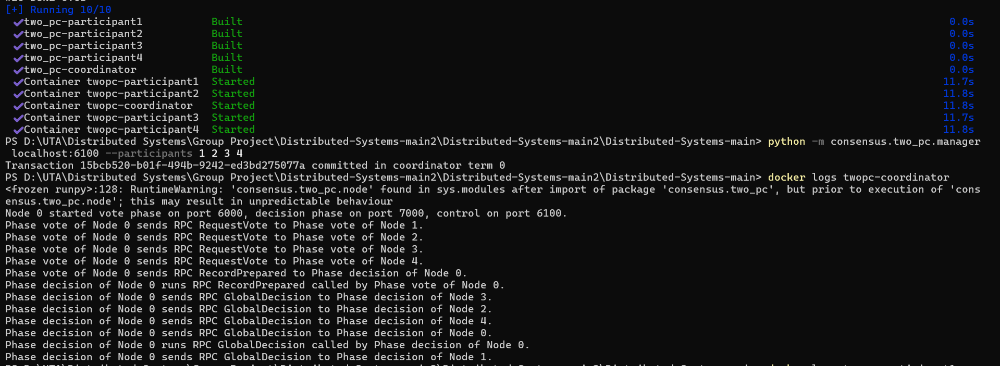 [+] Running 10/10
✔two_pc-participant1 Built 0.0s
✔two_pc-participant2 Built 0.0s
✔two_pc-participant3 Built 0.0s
✔two_pc-participant4 Built 0.0s
✔two_pc-coordinator Built 0.0s
✔Container twopc-participant1 Started 11.7s
✔Container twopc-participant2 Started 11.8s
✔Container twopc-coordinator Started 11.8s
✔Container twopc-participant3 Started 11.7s
✔Container twopc-participant4 Started 11.8s
PS D:\UTA\Distributed Systems\Group Project\Distributed-Systems-main2\Distributed-Systems-main2\Distributed-Systems-main> python -m consensus.two_pc.manager
localhost:6100 --participants 1 2 3 4
Transaction 15bcb520-b01f-494b-9242-ed3bd275077a committed in coordinator term 0
PS D:\UTA\Distributed Systems\Group Project\Distributed-Systems-main2\Distributed-Systems-main2\Distributed-Systems-main> docker logs twopc-coordinator
<frozen runpy>:128: RuntimeWarning: 'consensus.two_pc.node' found in sys.modules after import of package 'consensus.two_pc', but prior to execution of 'cons
ensus.two_pc.node'; this may result in unpredictable behaviour
Node 0 started vote phase on port 6000, decision phase on port 7000, control on port 6100.
Phase vote of Node 0 sends RPC RequestVote to Phase vote of Node 1.
Phase vote of Node 0 sends RPC RequestVote to Phase vote of Node 2.
Phase vote of Node 0 sends RPC RequestVote to Phase vote of Node 3.
Phase vote of Node 0 sends RPC RequestVote to Phase vote of Node 4.
Phase vote of Node 0 sends RPC RecordPrepared to Phase decision of Node 0.
Phase decision of Node 0 runs RPC RecordPrepared called by Phase vote of Node 0.
Phase decision of Node 0 sends RPC GlobalDecision to Phase decision of Node 3.
Phase decision of Node 0 sends RPC GlobalDecision to Phase decision of Node 2.
Phase decision of Node 0 sends RPC GlobalDecision to Phase decision of Node 4.
Phase decision of Node 0 sends RPC GlobalDecision to Phase decision of Node 0.
Phase decision of Node 0 runs RPC GlobalDecision called by Phase decision of Node 0.
Phase decision of Node 0 sends RPC GlobalDecision to Phase decision of Node 1.